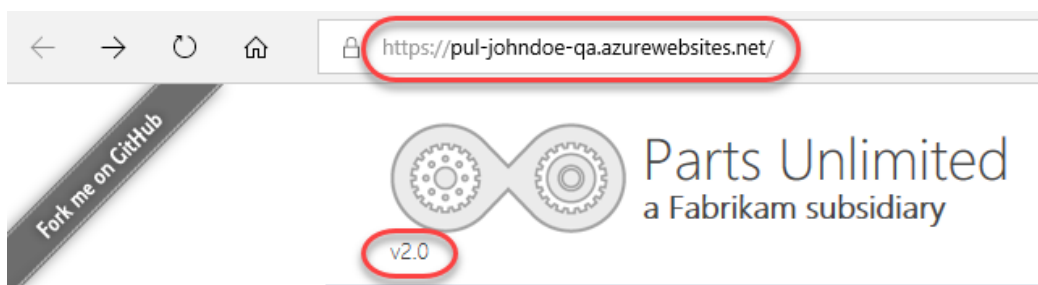 https://pul-johndoe-qa.azurewebsites.net/
Fork me on GitHub
Parts Unlimited
a Fabrikam subsidiary
v2.0